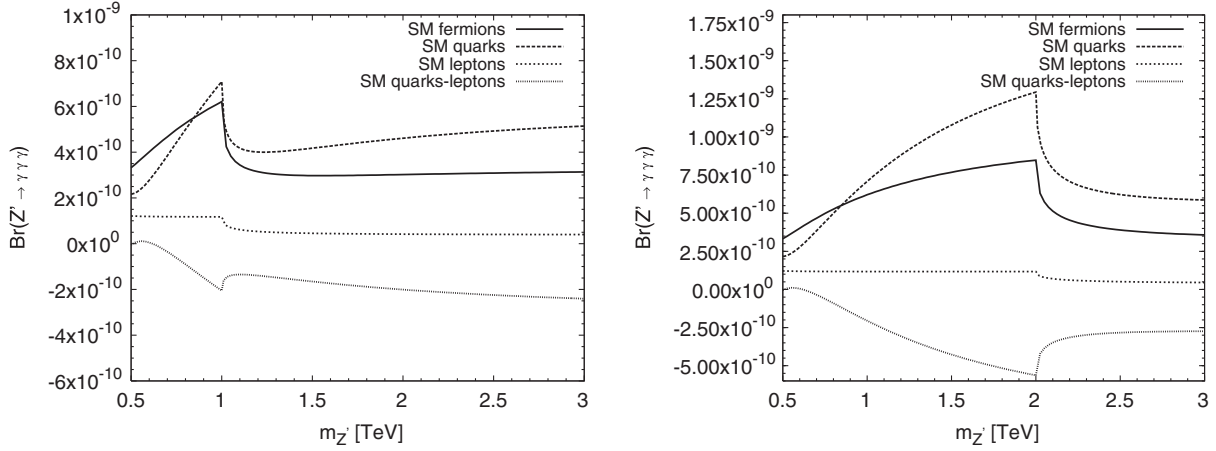 1x10^-9
8x10^-10
6x10^-10
4x10^-10
2x10^-10
0x10^0
-2x10^-10
-4x10^-10
-6x10^-10
Br(Z' → γ γ γ)
SM fermions
SM quarks
SM leptons
SM quarks-leptons
0.5 1 1.5 2 2.5 3
m_Z' [TeV]
1.75x10^-9
1.50x10^-9
1.25x10^-9
1.00x10^-9
7.50x10^-10
5.00x10^-10
2.50x10^-10
0.00x10^0
-2.50x10^-10
-5.00x10^-10
Br(Z' → γ γ γ)
SM fermions
SM quarks
SM leptons
SM quarks-leptons
0.5 1 1.5 2 2.5 3
m_Z' [TeV]